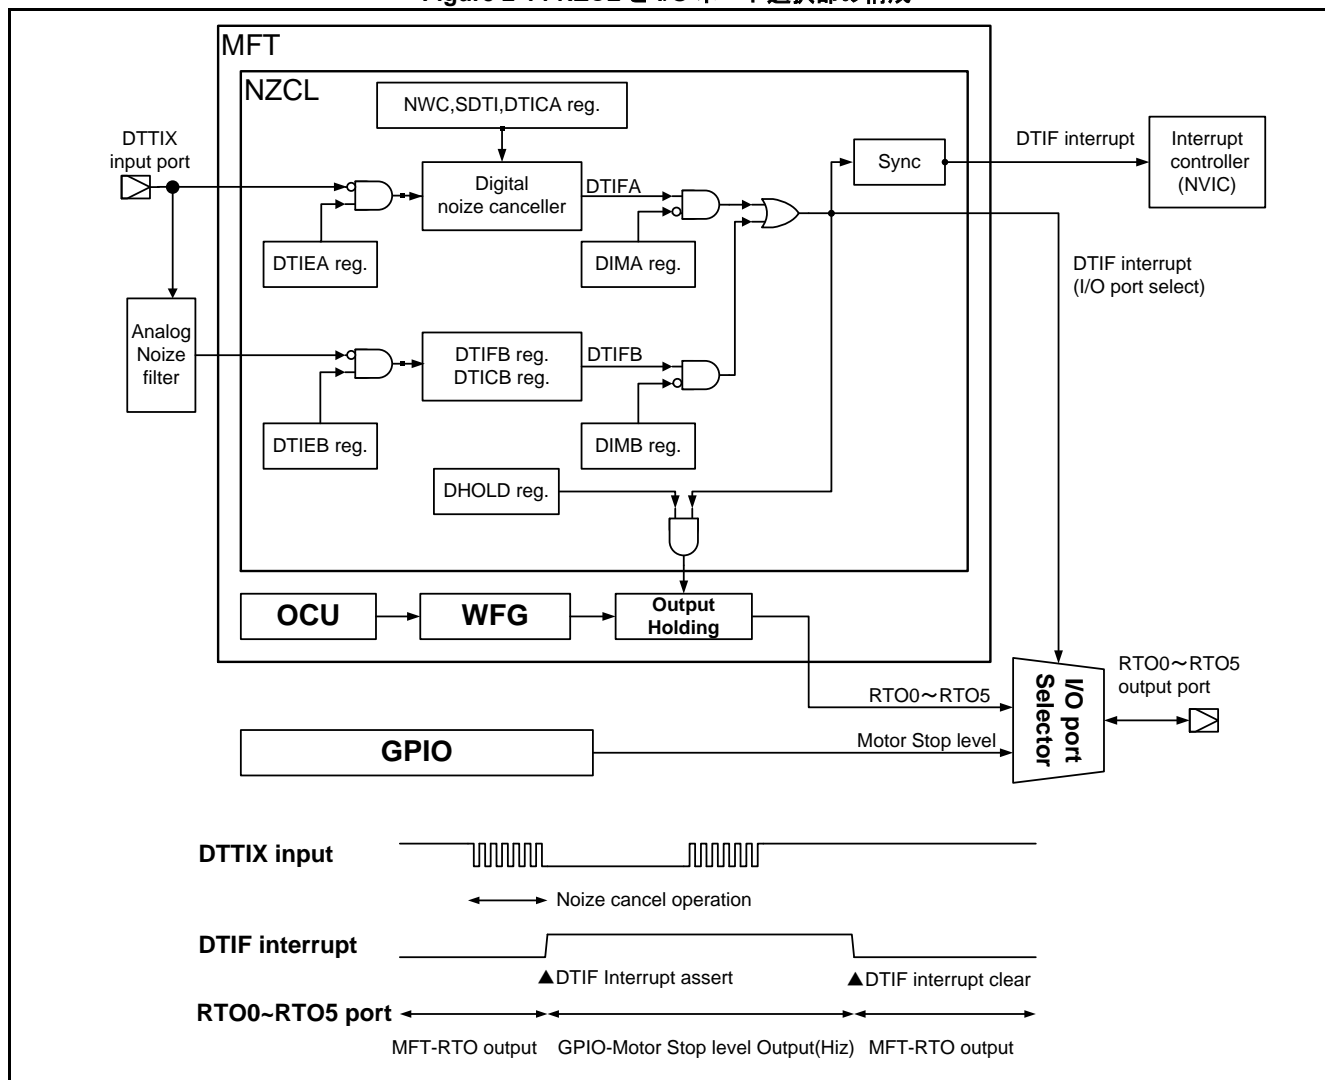 MFT
NZCL
NWC,SDTI,DTICA reg.
DTTIX
input port
Digital
noize canceller
DTIFA
Sync
DTIF interrupt
Interrupt
controller
(NVIC)
DTIEA reg.
DIMA reg.
DTIF interrupt
(I/O port select)
Analog
Noize
filter
DTIFB reg.
DTICB reg.
DTIFB
DTIEB reg.
DIMB reg.
DHOLD reg.
OCU
WFG
Output
Holding
RTO0～RTO5
I/O port
Selector
RTO0～RTO5
output port
GPIO
Motor Stop level
DTTIX input
Noize cancel operation
DTIF interrupt
▲DTIF Interrupt assert
▲DTIF interrupt clear
RTO0~RTO5 port
MFT-RTO output
GPIO-Motor Stop level Output(Hiz)
MFT-RTO output